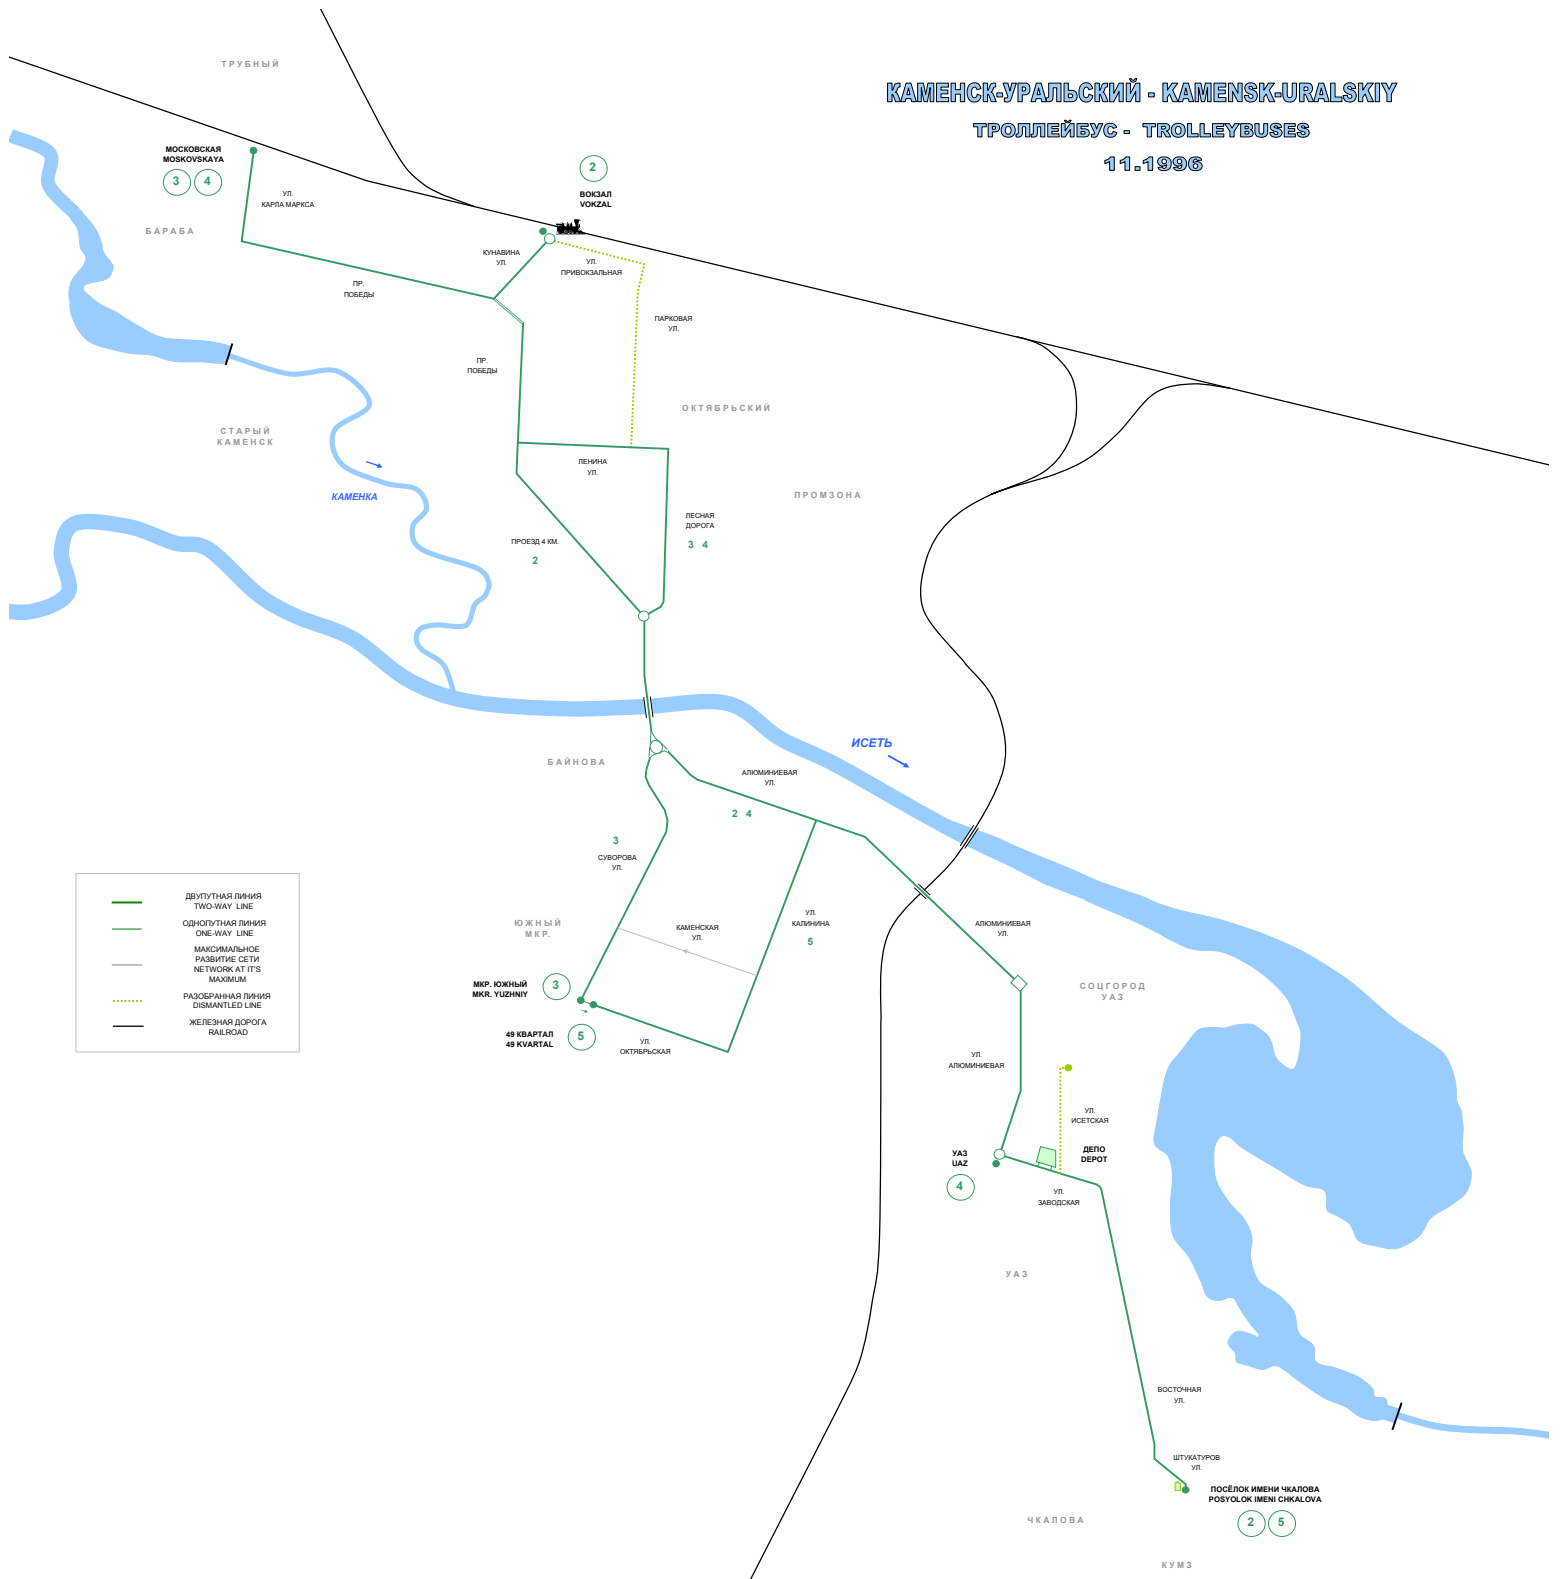 ТРУБНЫЙ
КАМЕНСК-УРАЛЬСКИЙ - KAMENSK-URALSKIY
ТРОЛЛЕЙБУС - TROLLEYBUSES
11.1996
МОСКОВСКАЯ
MOSKOVSKAYA
3 4
2
ВОКЗАЛ
VOKZAL
УЛ.
КАРЛА МАРКСА
БАРАБА
КУНАВИНА
УЛ.
УЛ.
ПРИВОКЗАЛЬНАЯ
ПР.
ПОБЕДЫ
ПАРКОВАЯ
УЛ.
ПР.
ПОБЕДЫ
ОКТЯБРЬСКИЙ
СТАРЫЙ
КАМЕНСК
ЛЕНИНА
УЛ.
КАМЕНКА
ПРОМЗОНА
ЛЕСНАЯ
ДОРОГА
3 4
ПРОЕЗД 4 КМ.
2
ИСЕТЬ
БАЙНОВА
АЛЮМИНИЕВАЯ
УЛ.
2 4
3
СУВОРОВА
УЛ.
ДВУПУТНАЯ ЛИНИЯ
TWO-WAY LINE
ОДНОПУТНАЯ ЛИНИЯ
ONE-WAY LINE
МАКСИМАЛЬНОЕ
РАЗВИТИЕ СЕТИ
NETWORK AT IT'S
MAXIMUM
РАЗОБРАННАЯ ЛИНИЯ
DISMANTLED LINE
ЖЕЛЕЗНАЯ ДОРОГА
RAILROAD
ЮЖНЫЙ
МКР.
КАМЕНСКАЯ
УЛ.
УЛ.
КАЛИНИНА
5
АЛЮМИНИЕВАЯ
УЛ.
МКР. ЮЖНЫЙ
MKR. YUZHNIY
3
СОЦГОРОД
УАЗ
49 КВАРТАЛ
49 KVARTAL
5
УЛ.
ОКТЯБРЬСКАЯ
УЛ.
АЛЮМИНИЕВАЯ
УЛ.
ИСЕТСКАЯ
УАЗ
UAZ
4
ДЕПО
DEPOT
УЛ.
ЗАВОДСКАЯ
УАЗ
ВОСТОЧНАЯ
УЛ.
ШТУКАТУРОВ
УЛ.
ПОСЁЛОК ИМЕНИ ЧКАЛОВА
POSYOLOK IMENI CHKALOVA
2 5
ЧКАЛОВА
КУМЗ